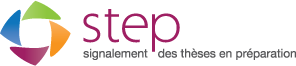 step
signalement des thèses en préparation